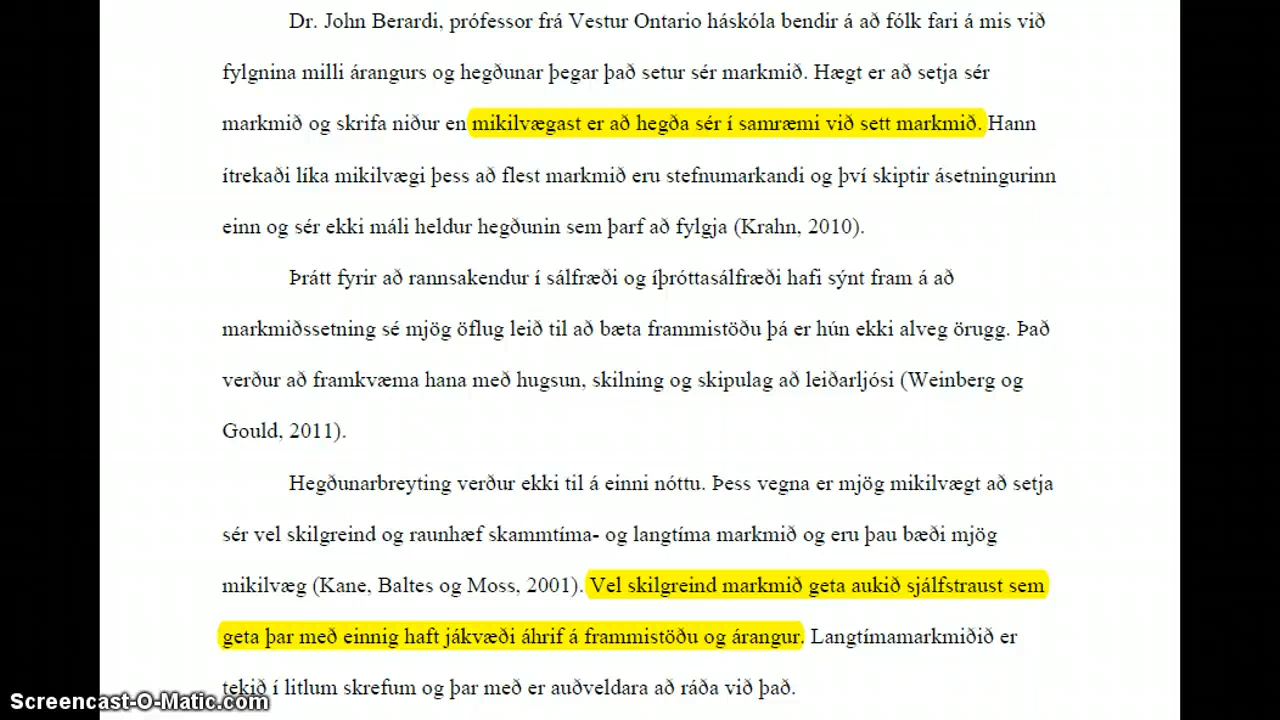 Dr. John Berardi, prófessor frá Vestur Ontario háskóla bendir á að fólk fari á mis við
fylgnina milli árangurs og hegðunar þegar það setur sér markmið. Hægt er að setja sér
markmið og skrifa niður en mikilvægast er að hegða sér í samræmi við sett markmið. Hann
ítrekaði líka mikilvægi þess að flest markmið eru stefnumarkandi og því skiptir ásetningurinn
einn og sér ekki máli heldur hegðunin sem þarf að fylgja (Krahn, 2010).
Þrátt fyrir að rannsakendur í sálfræði og íþróttasálfræði hafi sýnt fram á að
markmiðssetning sé mjög öflug leið til að bæta frammistöðu þá er hún ekki alveg örugg. Það
verður að framkvæma hana með hugsun, skilning og skipulag að leiðarljósi (Weinberg og
Gould, 2011).
Hegðunarbreyting verður ekki til á einni nóttu. Þess vegna er mjög mikilvægt að setja
sér vel skilgreind og raunhæf skammtíma- og langtíma markmið og eru þau bæði mjög
mikilvæg (Kane, Baltes og Moss, 2001). Vel skilgreind markmið geta aukið sjálfstraust sem
geta þar með einnig haft jákvæði áhrif á frammistöðu og árangur. Langtímamarkmiðið er
tekið í litlum skrefum og þar með er auðveldara að ráða við það.
Screencast-O-Matic.com